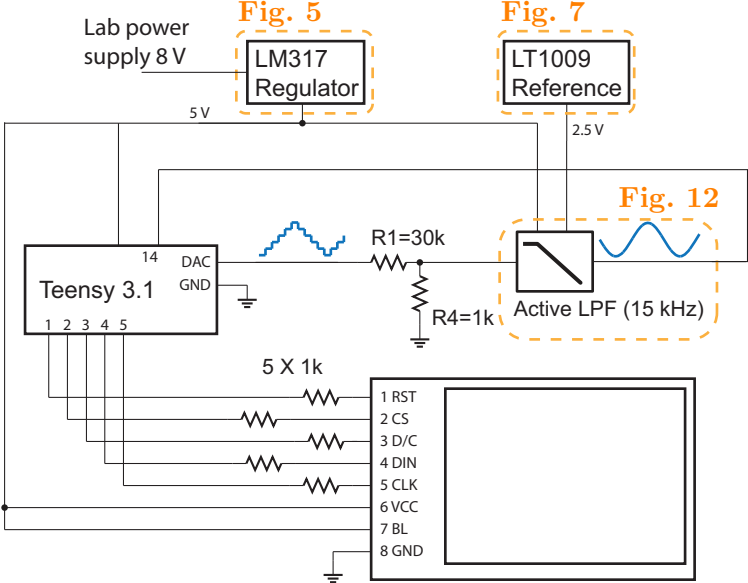 Fig. 5
Fig. 7
Lab power
supply 8 V
LM317
Regulator
LT1009
Reference
5 V
2.5 V
Fig. 12
14
DAC
GND
Teensy 3.1
1 2 3 4 5
R1=30k
R4=1k
Active LPF (15 kHz)
5 X 1k
1 RST
2 CS
3 D/C
4 DIN
5 CLK
6 VCC
7 BL
8 GND